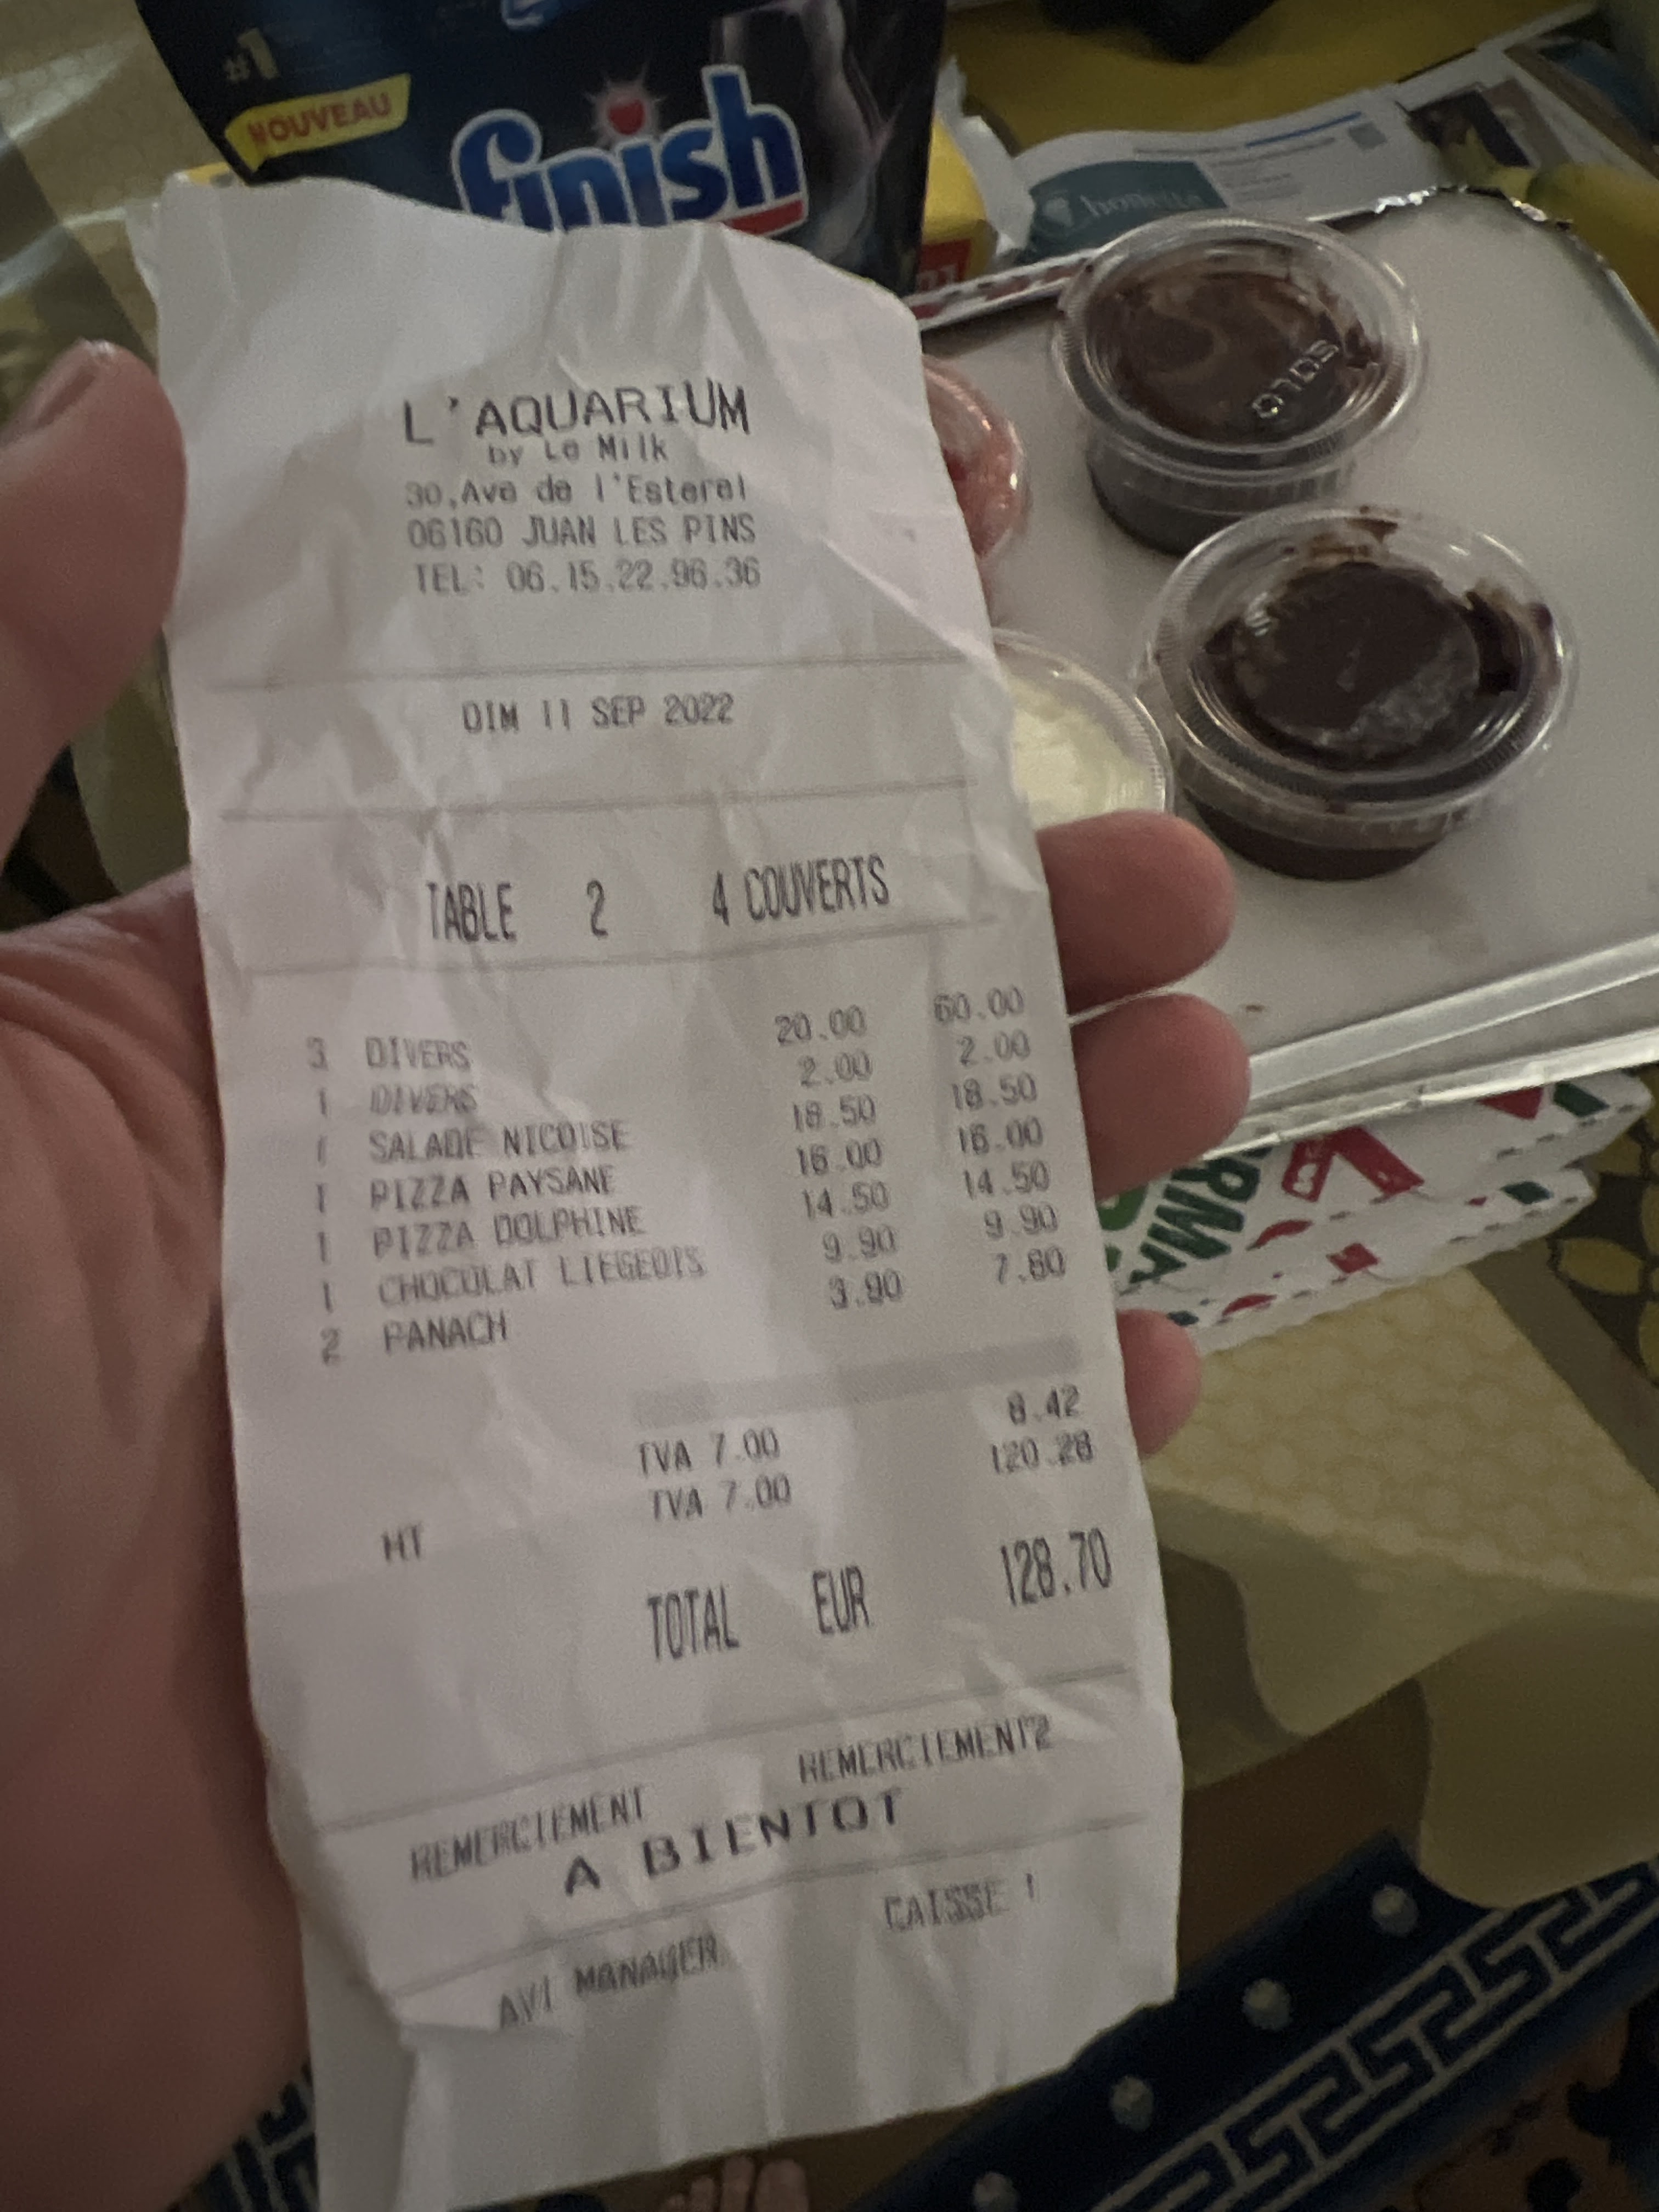 #1
NOUVEAU
finish
L'AQUARIUM
by Le Milk
30,Ave de l'Esterel
06160 JUAN LES PINS
TEL: 06.15.22.96.36
DIM 11 SEP 2022
TABLE 2 4 COUVERTS
3 DIVERS 20.00 60.00
1 DIVERS 2.00 2.00
1 SALADE NICOISE 18.50 18.50
1 PIZZA PAYSANE 16.00 16.00
1 PIZZA DOLPHINE 14.50 14.50
1 CHOCOLAT LIEGEOIS 9.90 9.90
2 PANACH 3.90 7.80
TVA 7.00 8.42
HT TVA 7.00 120.28
TOTAL EUR 128.70
REMERCIEMENT REMERCIEMENT2
A BIENTOT
AVI MANAGER CAISSE 1